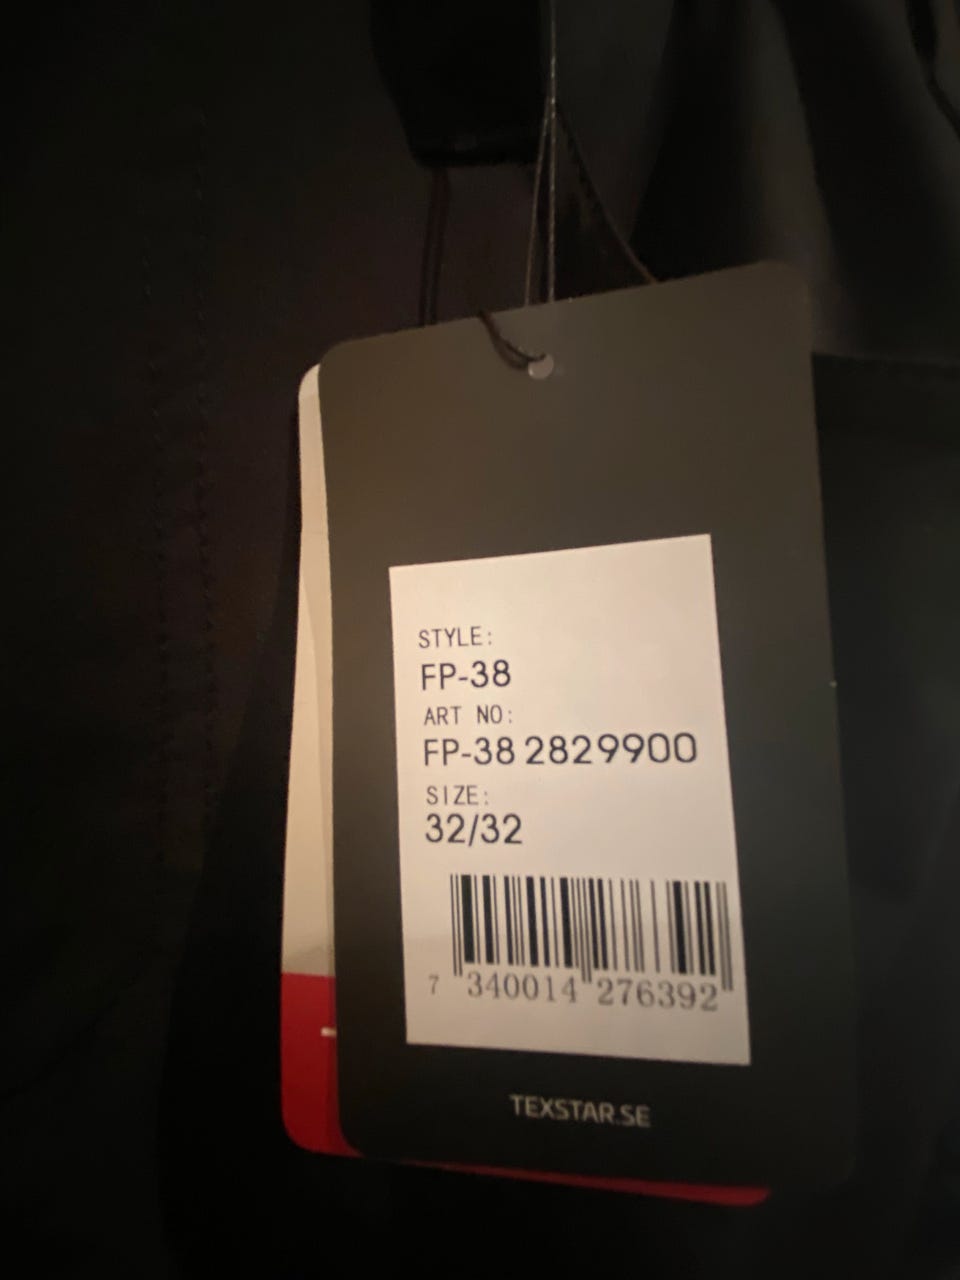 STYLE:
FP-38
ART NO:
FP-38 2829900
SIZE:
32/32
7 340014 276392
TEXSTAR.SE